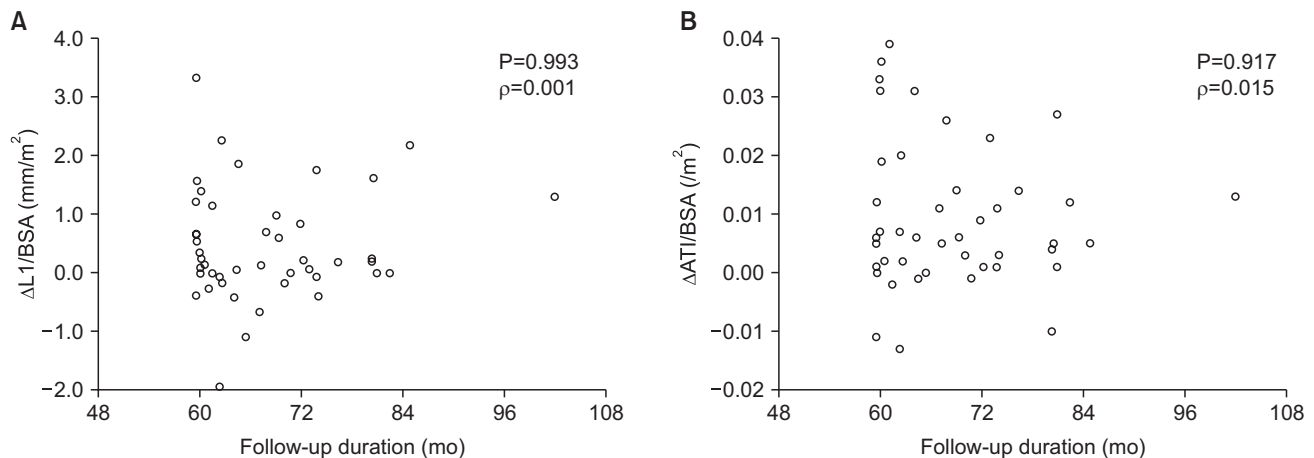 A
ΔL1/BSA (mm/m²)
4.0
3.0
2.0
1.0
0.0
−1.0
−2.0
P=0.993
ρ=0.001
48 60 72 84 96 108
Follow-up duration (mo)
B
ΔATI/BSA (/m²)
0.04
0.03
0.02
0.01
0.00
−0.01
−0.02
P=0.917
ρ=0.015
48 60 72 84 96 108
Follow-up duration (mo)